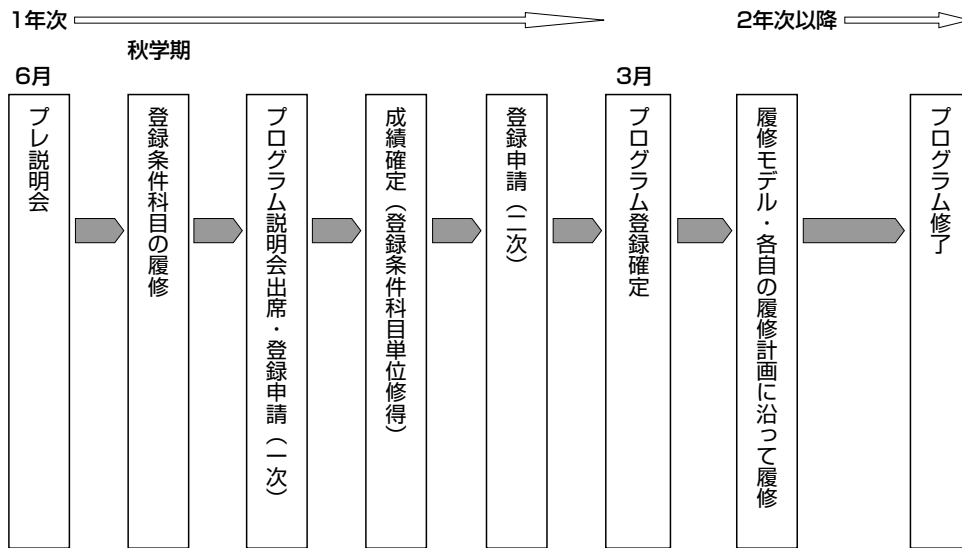 1年次
2年次以降
秋学期
6月
3月
プレ説明会
登録条件科目の履修
プログラム説明会出席・登録申請（一次）
成績確定（登録条件科目単位修得）
登録申請（二次）
プログラム登録確定
履修モデル・各自の履修計画に沿って履修
プログラム修了